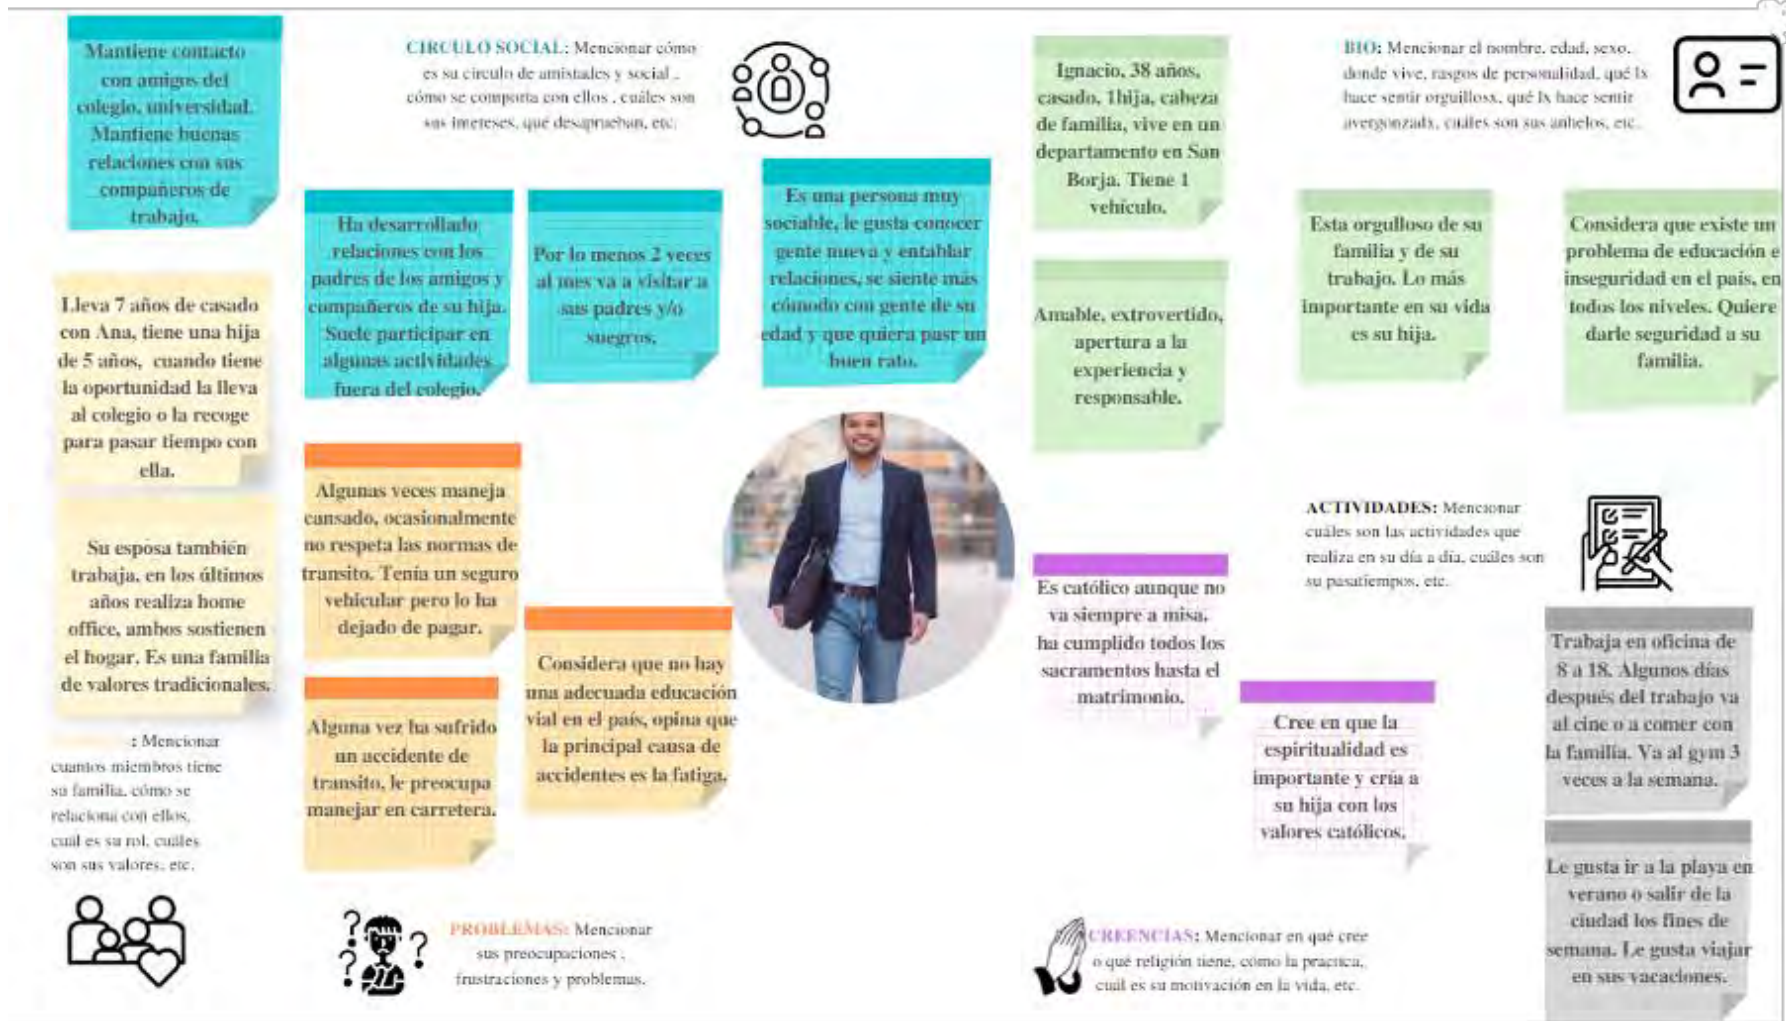 Mantiene contacto
con amigos del
colegio, universidad.
Mantiene buenas
relaciones con sus
compañeros de
trabajo.
CIRCULO SOCIAL: Mencionar cómo
es su circulo de amistades y social ,
cómo se comporta con ellos , cuáles son
sus intereses, qué desaprueban, etc.
Ha desarrollado
relaciones con los
padres de los amigos y
compañeros de su hija.
Suele participar en
algunas actividades
fuera del colegio.
Por lo menos 2 veces
al mes va a visitar a
sus padres y/o
suegros.
Es una persona muy
sociable, le gusta conocer
gente nueva y entablar
relaciones, se siente más
cómodo con gente de su
edad y que quiera pasr un
buen rato.
Ignacio, 38 años,
casado, 1hija, cabeza
de familia, vive en un
departamento en San
Borja. Tiene 1
vehículo.
BIO: Mencionar el nombre, edad, sexo,
donde vive, rasgos de personalidad, qué lx
hace sentir orgullosx, qué lx hace sentir
avergonzadx, cuáles son sus anhelos, etc.
Amable, extrovertido,
apertura a la
experiencia y
responsable.
Esta orgulloso de su
familia y de su
trabajo. Lo más
importante en su vida
es su hija.
Considera que existe un
problema de educación e
inseguridad en el país, en
todos los niveles. Quiere
darle seguridad a su
familia.
Lleva 7 años de casado
con Ana, tiene una hija
de 5 años, cuando tiene
la oportunidad la lleva
al colegio o la recoge
para pasar tiempo con
ella.
Su esposa también
trabaja, en los últimos
años realiza home
office, ambos sostienen
el hogar. Es una familia
de valores tradicionales.
: Mencionar
cuantos miembros tiene
su familia, cómo se
relaciona con ellos,
cuál es su rol, cuáles
son sus valores, etc.
Algunas veces maneja
cansado, ocasionalmente
no respeta las normas de
transito. Tenía un seguro
vehicular pero lo ha
dejado de pagar.
Alguna vez ha sufrido
un accidente de
transito, le preocupa
manejar en carretera.
Considera que no hay
una adecuada educación
vial en el país, opina que
la principal causa de
accidentes es la fatiga.
PROBLEMAS: Mencionar
sus preocupaciones ,
frustraciones y problemas.
Es católico aunque no
va siempre a misa,
ha cumplido todos los
sacramentos hasta el
matrimonio.
Cree en que la
espiritualidad es
importante y cría a
su hija con los
valores católicos.
CREENCIAS: Mencionar en qué cree
o qué religión tiene, cómo la practica,
cuál es su motivación en la vida, etc.
ACTIVIDADES: Mencionar
cuáles son las actividades que
realiza en su día a día, cuáles son
su pasatiempos, etc.
Trabaja en oficina de
8 a 18. Algunos días
después del trabajo va
al cine o a comer con
la familia. Va al gym 3
veces a la semana.
Le gusta ir a la playa en
verano o salir de la
ciudad los fines de
semana. Le gusta viajar
en sus vacaciones.